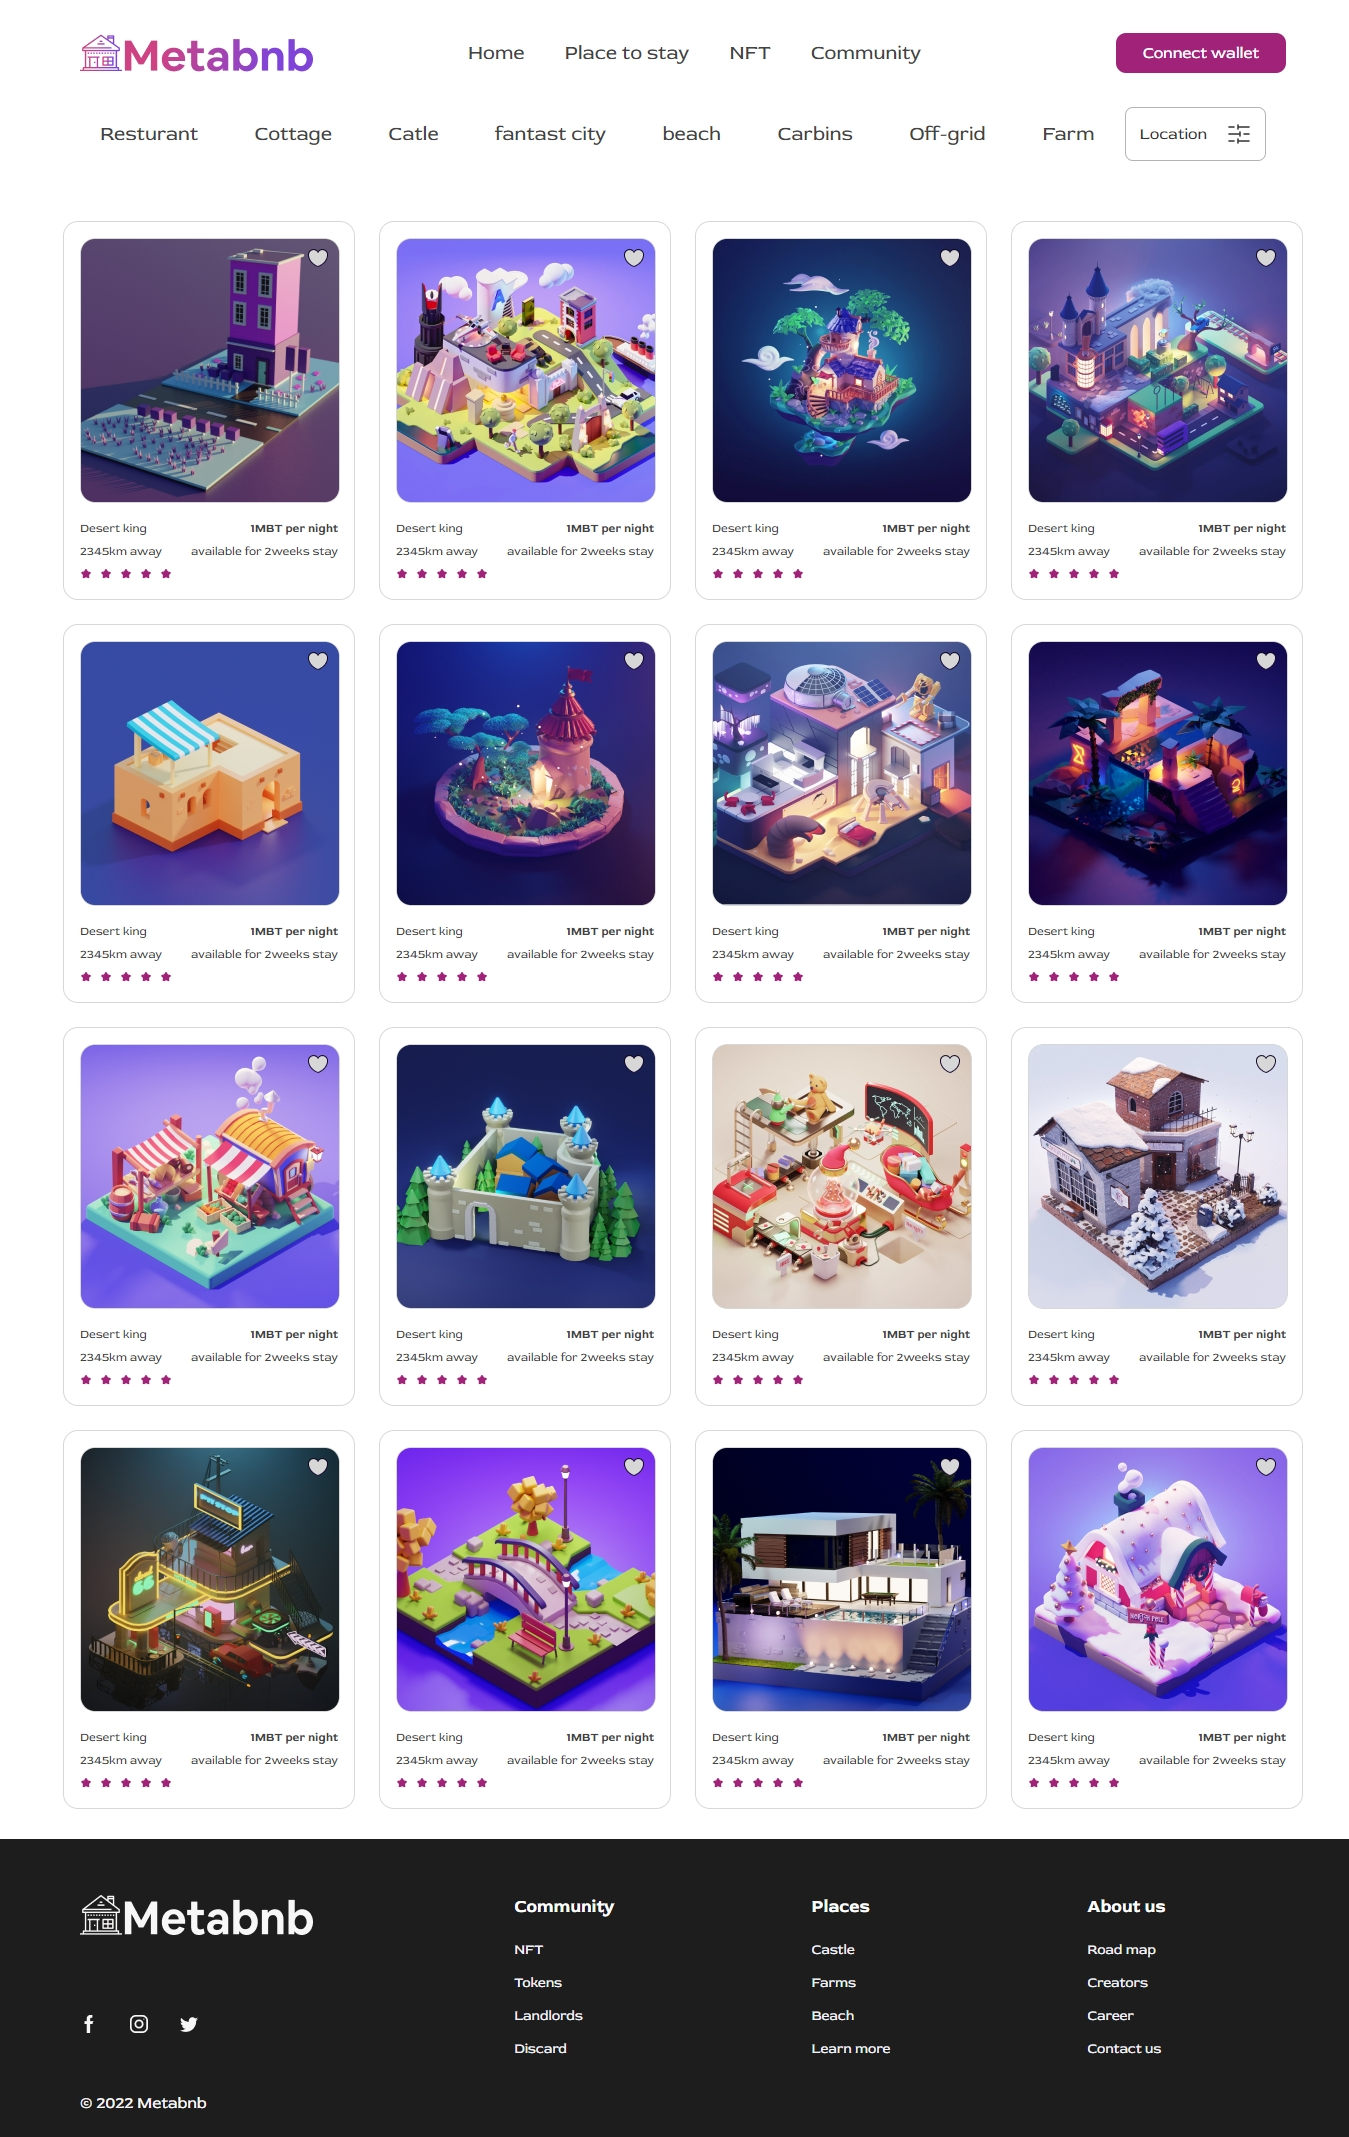 Metabnb
Home Place to stay NFT Community
Connect wallet
Resturant Cottage Catle fantast city beach Carbins Off-grid Farm Location
Desert king 1MBT per night
2345km away available for 2weeks stay
Desert king 1MBT per night
2345km away available for 2weeks stay
Desert king 1MBT per night
2345km away available for 2weeks stay
Desert king 1MBT per night
2345km away available for 2weeks stay
Desert king 1MBT per night
2345km away available for 2weeks stay
Desert king 1MBT per night
2345km away available for 2weeks stay
Desert king 1MBT per night
2345km away available for 2weeks stay
Desert king 1MBT per night
2345km away available for 2weeks stay
Desert king 1MBT per night
2345km away available for 2weeks stay
Desert king 1MBT per night
2345km away available for 2weeks stay
Desert king 1MBT per night
2345km away available for 2weeks stay
Desert king 1MBT per night
2345km away available for 2weeks stay
Desert king 1MBT per night
2345km away available for 2weeks stay
Desert king 1MBT per night
2345km away available for 2weeks stay
Desert king 1MBT per night
2345km away available for 2weeks stay
NORTH POLE
Desert king 1MBT per night
2345km away available for 2weeks stay
Metabnb
© 2022 Metabnb
Community
NFT
Tokens
Landlords
Discard
Places
Castle
Farms
Beach
Learn more
About us
Road map
Creators
Career
Contact us